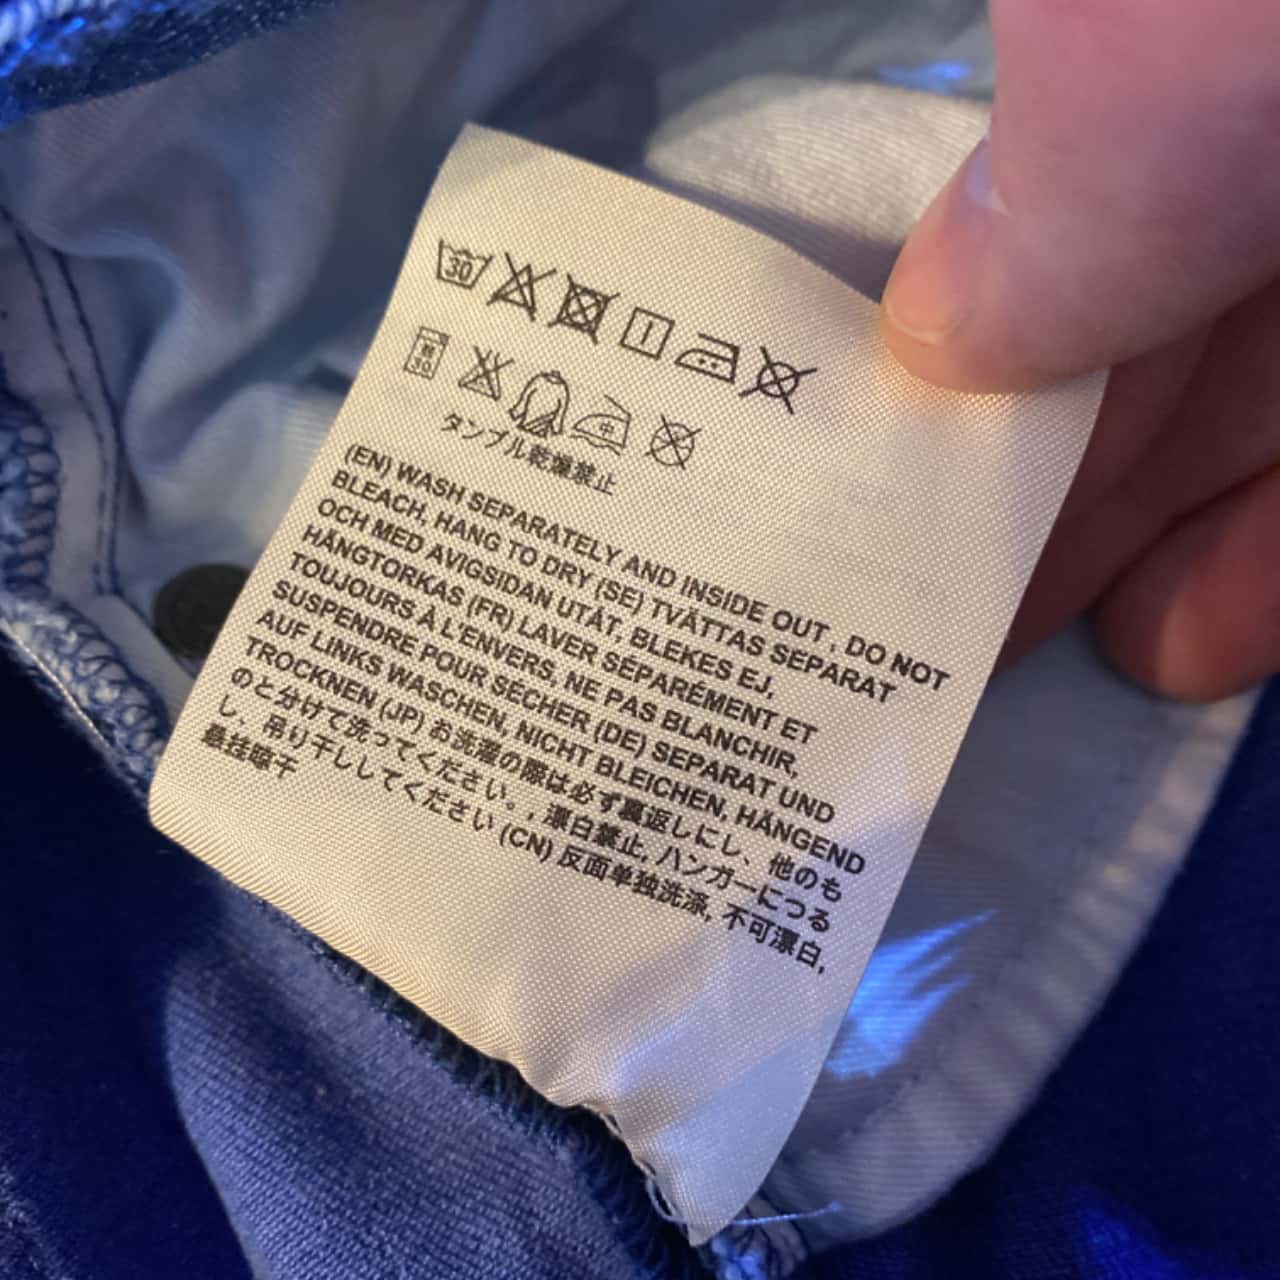 30
綿
30
中
タンブル乾燥禁止
(EN) WASH SEPARATELY AND INSIDE OUT , DO NOT
BLEACH, HANG TO DRY (SE) TVÄTTAS SEPARAT
OCH MED AVIGSIDAN UTÅT, BLEKES EJ,
HÄNGTORKAS (FR) LAVER SÉPARÉMENT ET
TOUJOURS À L'ENVERS, NE PAS BLANCHIR,
SUSPENDRE POUR SECHER (DE) SEPARAT UND
AUF LINKS WASCHEN, NICHT BLEICHEN, HÄNGEND
TROCKNEN (JP) お洗濯の際は必ず裏返しにし、他のも
のと分けて洗ってください。, 漂白禁止, ハンガーにつる
し、吊り干ししてください (CN) 反面单独洗涤, 不可漂白,
悬挂晾干